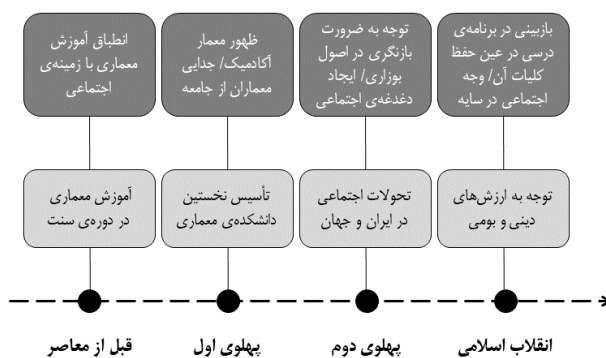 انطباق آموزش
معماری با زمینه‌ی
اجتماعی
ظهور معمار
آکادمیک/ جدایی
معماران از جامعه
توجه به ضرورت
بازنگری در اصول
بوزاری/ ایجاد
دغدغه‌ی اجتماعی
بازبینی در برنامه‌ی
درسی در عین حفظ
کلیات آن/ وجه
اجتماعی در سایه
آموزش معماری
در دوره‌ی سنت
تأسیس نخستین
دانشکده‌ی معماری
تحولات اجتماعی
در ایران و جهان
توجه به ارزش‌های
دینی و بومی
قبل از معاصر
پهلوی اول
پهلوی دوم
انقلاب اسلامی